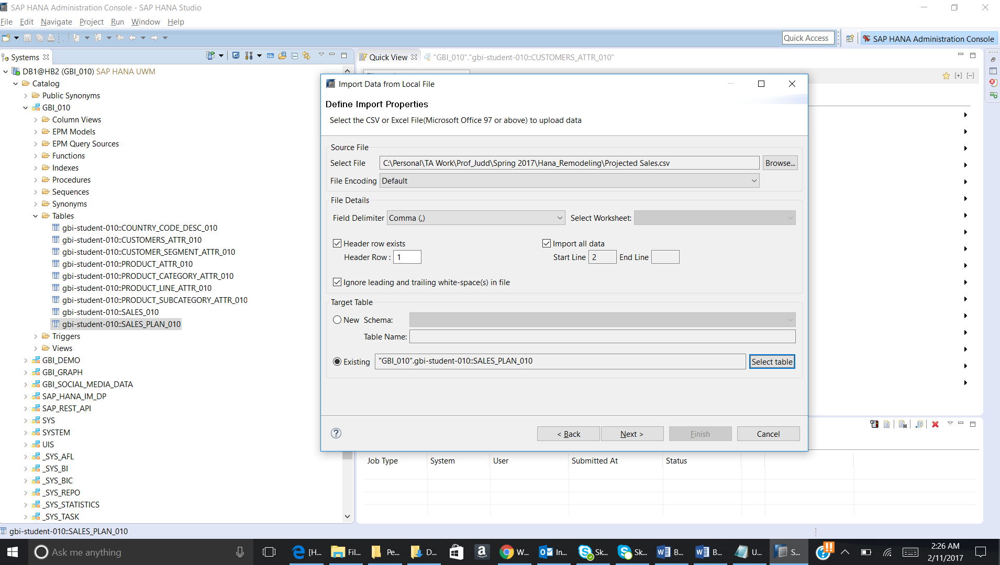 SAP HANA Administration Console - SAP HANA Studio
File Edit Navigate Project Run Window Help
Quick Access
SAP HANA Administration Console
Systems
Quick View
"GBI_010"."gbi-student-010::CUSTOMERS_ATTR_010"
DB1@HB2 (GBI_010) SAP HANA UWM
Catalog
Public Synonyms
GBI_010
Column Views
EPM Models
EPM Query Sources
Functions
Indexes
Procedures
Sequences
Synonyms
Tables
gbi-student-010::COUNTRY_CODE_DESC_010
gbi-student-010::CUSTOMERS_ATTR_010
gbi-student-010::CUSTOMER_SEGMENT_ATTR_010
gbi-student-010::PRODUCT_ATTR_010
gbi-student-010::PRODUCT_CATEGORY_ATTR_010
gbi-student-010::PRODUCT_LINE_ATTR_010
gbi-student-010::PRODUCT_SUBCATEGORY_ATTR_010
gbi-student-010::SALES_010
gbi-student-010::SALES_PLAN_010
Triggers
Views
GBI_DEMO
GBI_GRAPH
GBI_SOCIAL_MEDIA_DATA
SAP_HANA_IM_DP
SAP_REST_API
SYS
SYSTEM
UIS
_SYS_AFL
_SYS_BI
_SYS_BIC
_SYS_REPO
_SYS_STATISTICS
_SYS_TASK
gbi-student-010::SALES_PLAN_010
Import Data from Local File
Define Import Properties
Select the CSV or Excel File(Microsoft Office 97 or above) to upload data
Source File
Select File C:\Personal\TA Work\Prof_Judd\Spring 2017\Hana_Remodeling\Projected Sales.csv Browse...
File Encoding Default
File Details
Field Delimiter Comma (,) Select Worksheet:
Header row exists Import all data
Header Row : 1 Start Line 2 End Line
Ignore leading and trailing white-space(s) in file
Target Table
New Schema:
Table Name:
Existing "GBI_010".gbi-student-010::SALES_PLAN_010 Select table
< Back Next > Finish Cancel
Job Type System User Submitted At Status
Ask me anything
[H... Fil... Pe... D... W... In... Sk... Sk... B... B... U... S...
2:26 AM
2/11/2017